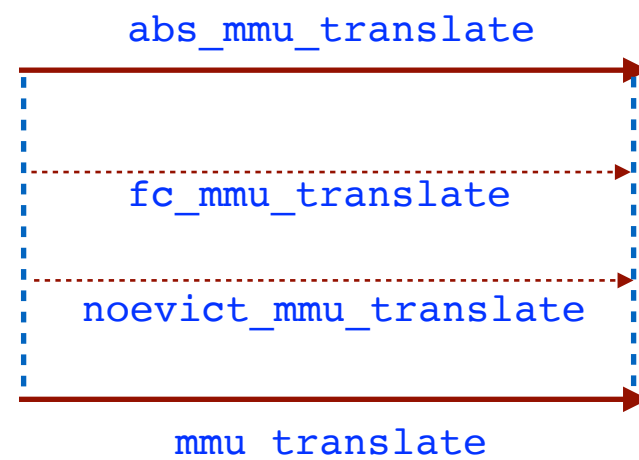 abs_mmu_translate
fc_mmu_translate
noevict_mmu_translate
mmu translate